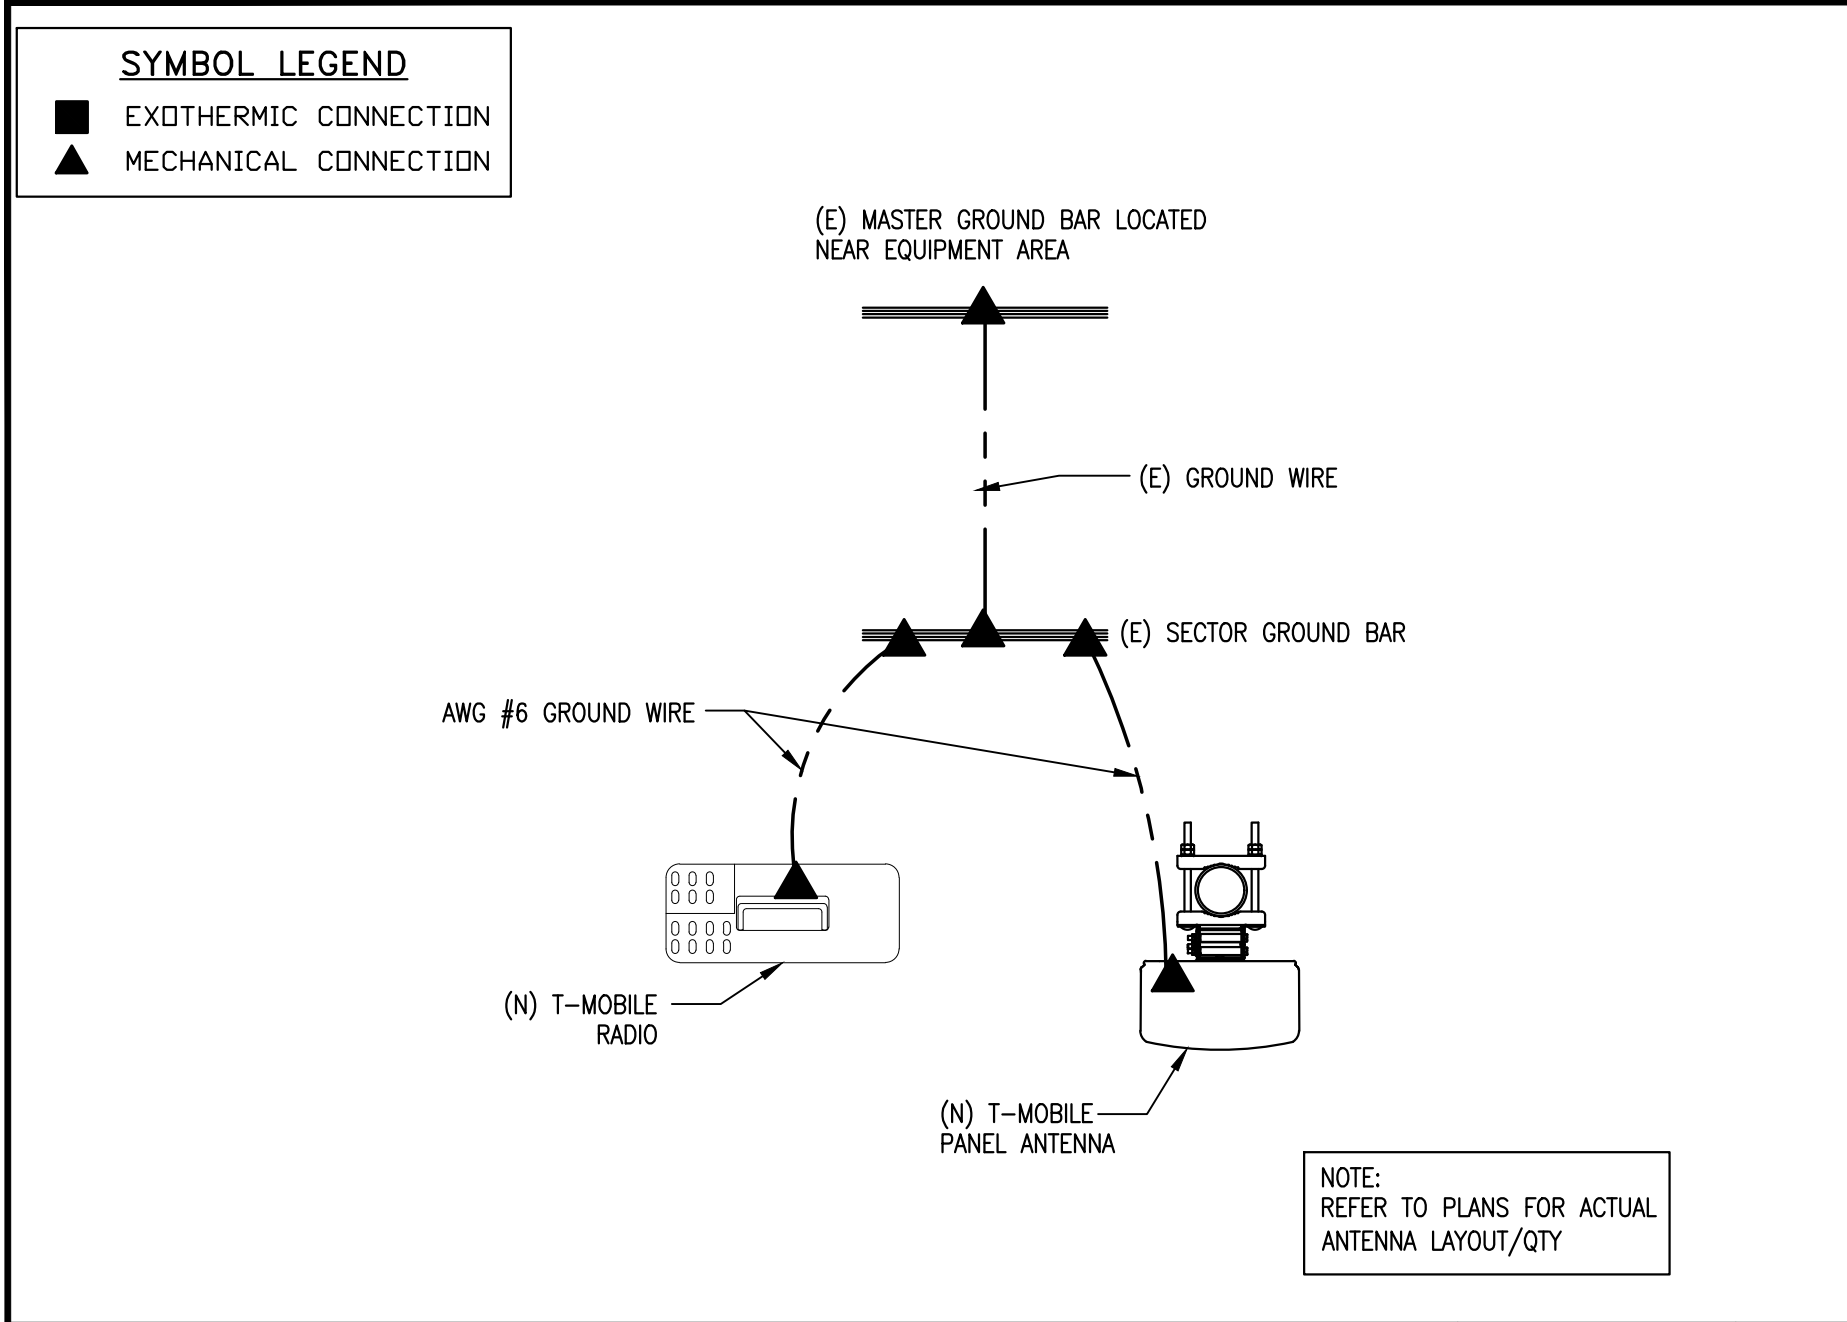 SYMBOL LEGEND
EXOTHERMIC CONNECTION
MECHANICAL CONNECTION
(E) MASTER GROUND BAR LOCATED
NEAR EQUIPMENT AREA
(E) GROUND WIRE
(E) SECTOR GROUND BAR
AWG #6 GROUND WIRE
(N) T-MOBILE
RADIO
(N) T-MOBILE
PANEL ANTENNA
NOTE:
REFER TO PLANS FOR ACTUAL
ANTENNA LAYOUT/QTY